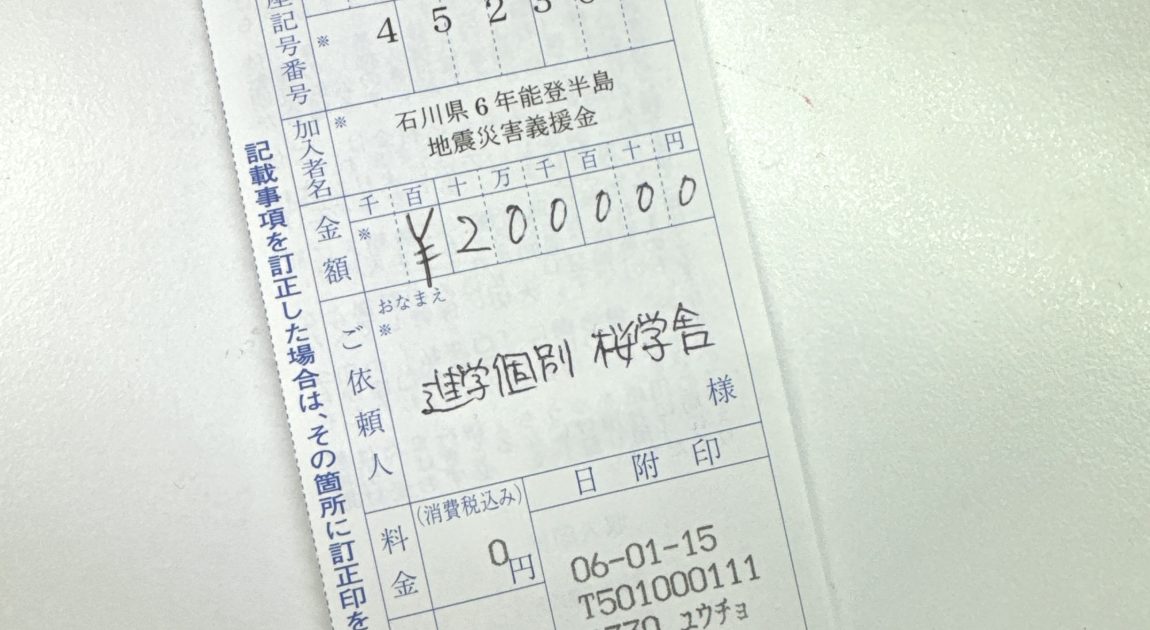 記号番号
※
4 5 2 3
加入者名
※
石川県6年能登半島
地震災害義援金
金額
※
千 百 十 万 千 百 十 円
¥200000
ご依頼人
おなまえ
※
進学個別 桜学舎
様
料金
(消費税込み)
0円
日附印
06-01-15
T501000111
ユウチョ
記載事項を訂正した場合は、その箇所に訂正印を